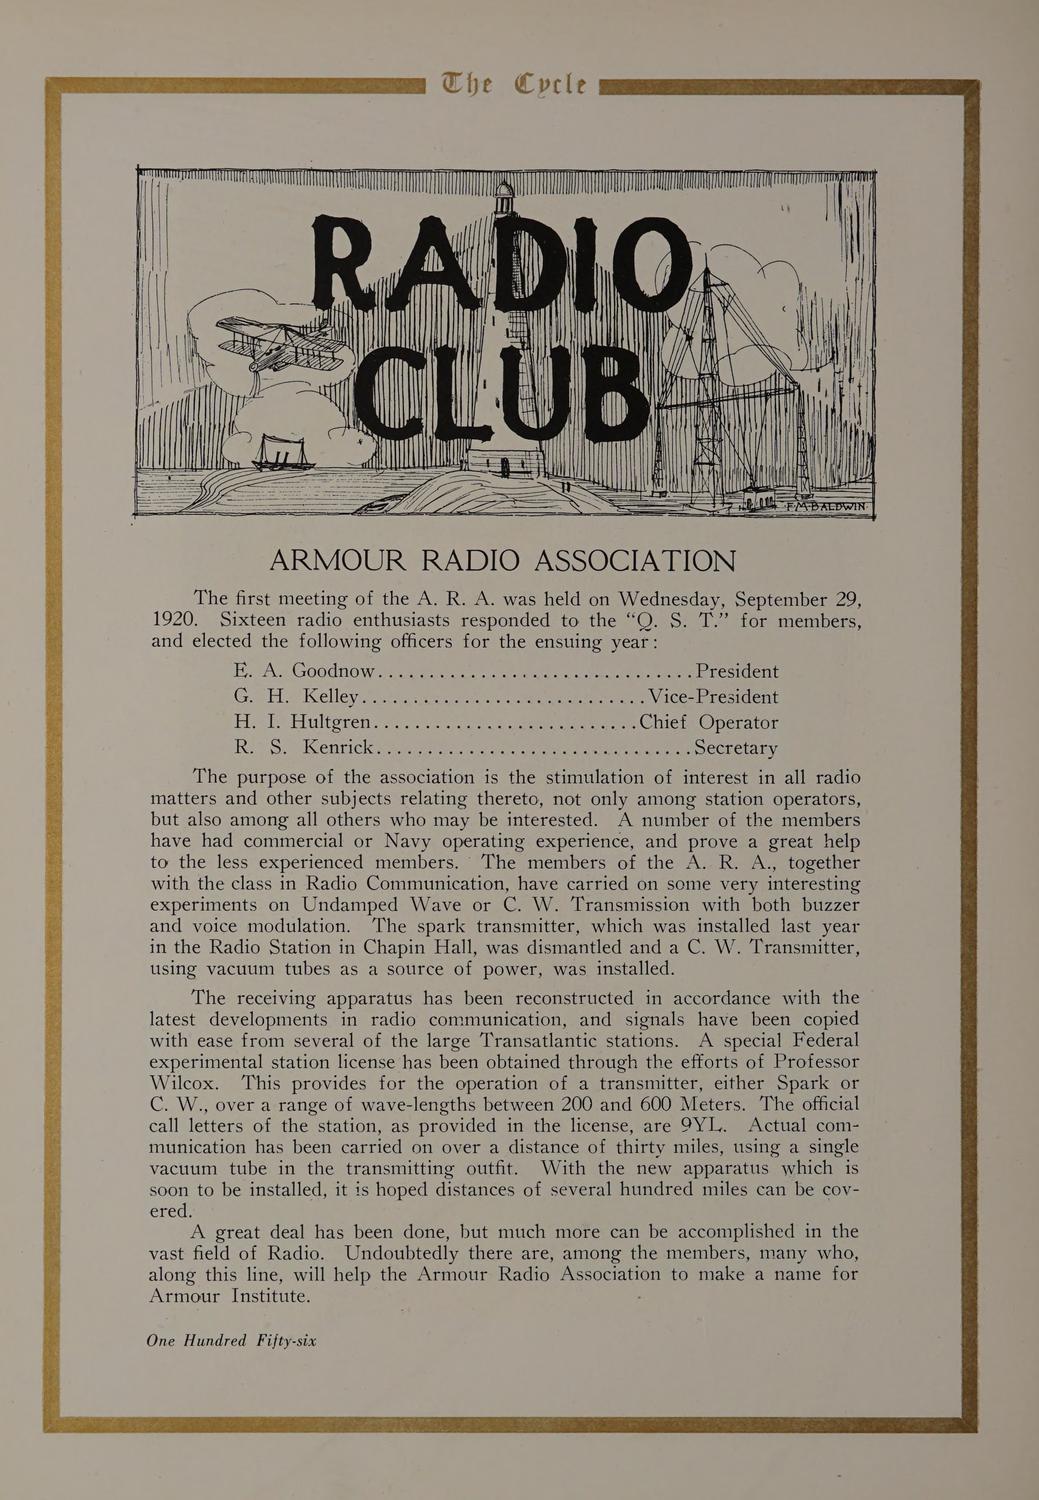 The Cycle
RADIO
CLUB
F.M.BALDWIN
ARMOUR RADIO ASSOCIATION
The first meeting of the A. R. A. was held on Wednesday, September 29,
1920. Sixteen radio enthusiasts responded to the “Q. S. T.” for members,
and elected the following officers for the ensuing year:
E. A. Goodnow..............................President
G. H. Kelley...........................Vice-President
H. I. Hultgren.........................Chief Operator
R. S. Kenrick..............................Secretary
The purpose of the association is the stimulation of interest in all radio
matters and other subjects relating thereto, not only among station operators,
but also among all others who may be interested. A number of the members
have had commercial or Navy operating experience, and prove a great help
to the less experienced members. The members of the A. R. A., together
with the class in Radio Communication, have carried on some very interesting
experiments on Undamped Wave or C. W. Transmission with both buzzer
and voice modulation. The spark transmitter, which was installed last year
in the Radio Station in Chapin Hall, was dismantled and a C. W. Transmitter,
using vacuum tubes as a source of power, was installed.
The receiving apparatus has been reconstructed in accordance with the
latest developments in radio communication, and signals have been copied
with ease from several of the large Transatlantic stations. A special Federal
experimental station license has been obtained through the efforts of Professor
Wilcox. This provides for the operation of a transmitter, either Spark or
C. W., over a range of wave-lengths between 200 and 600 Meters. The official
call letters of the station, as provided in the license, are 9YL. Actual com-
munication has been carried on over a distance of thirty miles, using a single
vacuum tube in the transmitting outfit. With the new apparatus which is
soon to be installed, it is hoped distances of several hundred miles can be cov-
ered.
A great deal has been done, but much more can be accomplished in the
vast field of Radio. Undoubtedly there are, among the members, many who,
along this line, will help the Armour Radio Association to make a name for
Armour Institute.
One Hundred Fifty-six